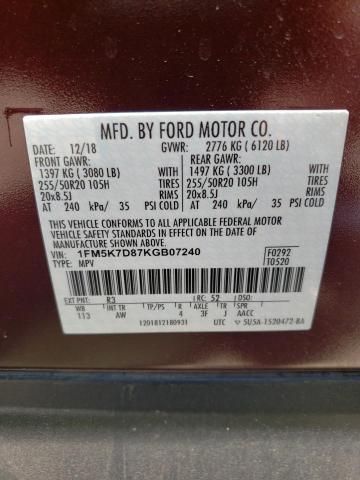 MFD. BY FORD MOTOR CO.
12/18 GVWR: 2776 KG ( 6120 LB)
FRONT GAWR: REAR GAWR:
1397 KG ( 3080 LB) WITH 1497 KG ( 3300 LB) WITH
255/50R20 105H TIRES 255/50R20 105H TIRES
20x8.5J RIMS 20x8.5J RIMS
AT 240 kPa/ 35 PSI COLD AT 240 kPa/ 35 PSI COLD
THIS VEHICLE CONFORMS TO ALL APPLICABLE FEDERAL MOTOR
VEHICLE SAFETY STANDARDS IN EFFECT ON THE DATE OF
MANUFACTURE SHOWN ABOVE.
VIN: 1FM5K7D87KGB07240 F0292
TYPE: MPV T0520
EXT PNT: R3 RC: 52 DSO:
WB TP/PS R AXLE TR SPR
113 AW 4 3F J AACC
1201812180931 UTC 5U5A-1520472-BA